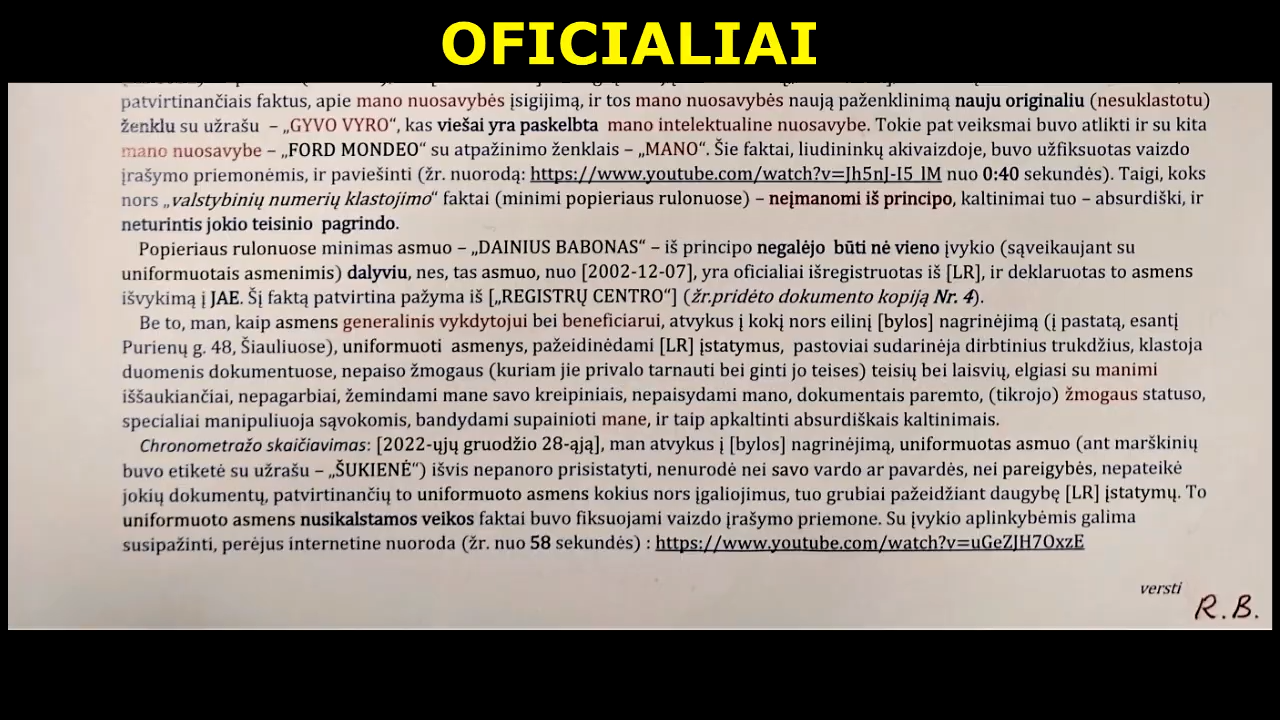 OFICIALIAI
patvirtinančiais faktus, apie mano nuosavybės įsigijimą, ir tos mano nuosavybės naują paženklinimą nauju originaliu (nesuklastotu)
ženklu su užrašu – „GYVO VYRO“, kas viešai yra paskelbta mano intelektualine nuosavybe. Tokie pat veiksmai buvo atlikti ir su kita
mano nuosavybe – „FORD MONDEO“ su atpažinimo ženklais – „MANO“. Šie faktai, liudininkų akivaizdoje, buvo užfiksuotas vaizdo
įrašymo priemonėmis, ir paviešinti (žr. nuorodą: https://www.youtube.com/watch?v=Jh5nJ-I5_lM nuo 0:40 sekundės). Taigi, koks
nors „valstybinių numerių klastojimo“ faktai (minimi popieriaus rulonuose) – neįmanomi iš principo, kaltinimai tuo – absurdiški, ir
neturintis jokio teisinio pagrindo.
Popieriaus rulonuose minimas asmuo – „DAINIUS BABONAS“ – iš principo negalėjo būti nė vieno įvykio (sąveikaujant su
uniformuotais asmenimis) dalyviu, nes, tas asmuo, nuo [2002-12-07], yra oficialiai išregistruotas iš [LR], ir deklaruotas to asmens
išvykimą į JAE. Šį faktą patvirtina pažyma iš [„REGISTRŲ CENTRO“] (žr.pridėto dokumento kopiją Nr. 4).
Be to, man, kaip asmens generalinis vykdytojui bei beneficiarui, atvykus į kokį nors eilinį [bylos] nagrinėjimą (į pastatą, esantį
Purienų g. 48, Šiauliuose), uniformuoti asmenys, pažeidinėdami [LR] įstatymus, pastoviai sudarinėja dirbtinius trukdžius, klastoja
duomenis dokumentuose, nepaiso žmogaus (kuriam jie privalo tarnauti bei ginti jo teises) teisių bei laisvių, elgiasi su manimi
iššaukiančiai, nepagarbiai, žemindami mane savo kreipiniais, nepaisydami mano, dokumentais paremto, (tikrojo) žmogaus statuso,
specialiai manipuliuoja sąvokomis, bandydami supainioti mane, ir taip apkaltinti absurdiškais kaltinimais.
Chronometražo skaičiavimas: [2022-ųjų gruodžio 28-ąją], man atvykus į [bylos] nagrinėjimą, uniformuotas asmuo (ant marškinių
buvo etiketė su užrašu – „ŠUKIENĖ“) išvis nepanoro prisistatyti, nenurodė nei savo vardo ar pavardės, nei pareigybės, nepateikė
jokių dokumentų, patvirtinančių to uniformuoto asmens kokius nors įgaliojimus, tuo grubiai pažeidžiant daugybę [LR] įstatymų. To
uniformuoto asmens nusikalstamos veikos faktai buvo fiksuojami vaizdo įrašymo priemone. Su įvykio aplinkybėmis galima
susipažinti, perėjus internetine nuoroda (žr. nuo 58 sekundės) : https://www.youtube.com/watch?v=uGeZJH7OxzE
versti
R.B.